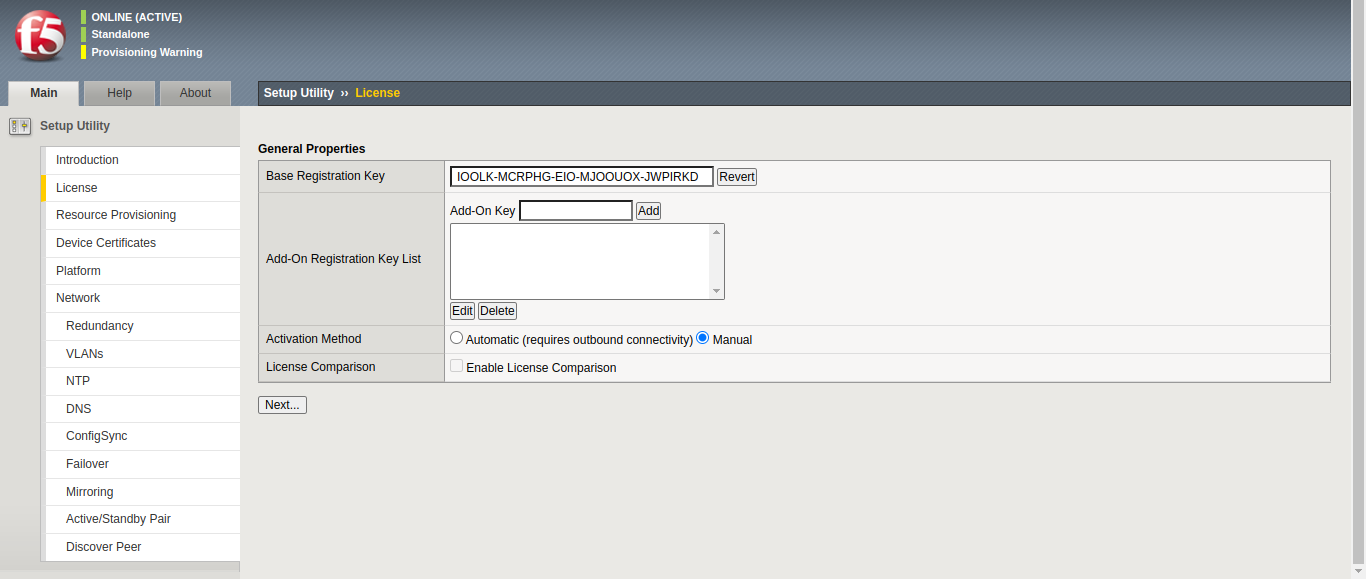 f5
ONLINE (ACTIVE)
Standalone
Provisioning Warning
Main
Help
About
Setup Utility ›› License
Setup Utility
Introduction
License
Resource Provisioning
Device Certificates
Platform
Network
Redundancy
VLANs
NTP
DNS
ConfigSync
Failover
Mirroring
Active/Standby Pair
Discover Peer
General Properties
Base Registration Key IOOLK-MCRPHG-EIO-MJOOUOX-JWPIRKD Revert
Add-On Registration Key List
Add-On Key Add
Edit Delete
Activation Method Automatic (requires outbound connectivity) Manual
License Comparison Enable License Comparison
Next...